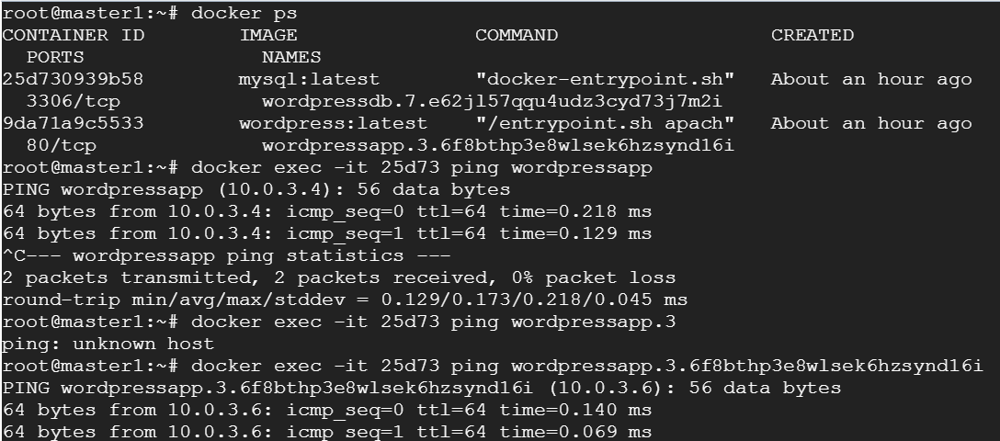 root@master1:~# docker ps
CONTAINER ID        IMAGE               COMMAND                  CREATED
  PORTS               NAMES
25d730939b58        mysql:latest        "docker-entrypoint.sh"   About an hour ago
  3306/tcp            wordpressdb.7.e62jl57qqu4udz3cyd73j7m2i
9da71a9c5533        wordpress:latest    "/entrypoint.sh apach"   About an hour ago
  80/tcp              wordpressapp.3.6f8bthp3e8wlsek6hzsynd16i
root@master1:~# docker exec -it 25d73 ping wordpressapp
PING wordpressapp (10.0.3.4): 56 data bytes
64 bytes from 10.0.3.4: icmp_seq=0 ttl=64 time=0.218 ms
64 bytes from 10.0.3.4: icmp_seq=1 ttl=64 time=0.129 ms
^C--- wordpressapp ping statistics ---
2 packets transmitted, 2 packets received, 0% packet loss
round-trip min/avg/max/stddev = 0.129/0.173/0.218/0.045 ms
root@master1:~# docker exec -it 25d73 ping wordpressapp.3
ping: unknown host
root@master1:~# docker exec -it 25d73 ping wordpressapp.3.6f8bthp3e8wlsek6hzsynd16i
PING wordpressapp.3.6f8bthp3e8wlsek6hzsynd16i (10.0.3.6): 56 data bytes
64 bytes from 10.0.3.6: icmp_seq=0 ttl=64 time=0.140 ms
64 bytes from 10.0.3.6: icmp_seq=1 ttl=64 time=0.069 ms